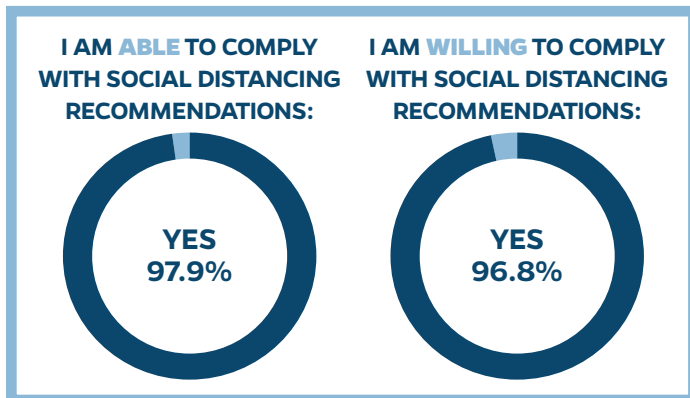 I AM ABLE TO COMPLY
WITH SOCIAL DISTANCING
RECOMMENDATIONS:
YES
97.9%
I AM WILLING TO COMPLY
WITH SOCIAL DISTANCING
RECOMMENDATIONS:
YES
96.8%